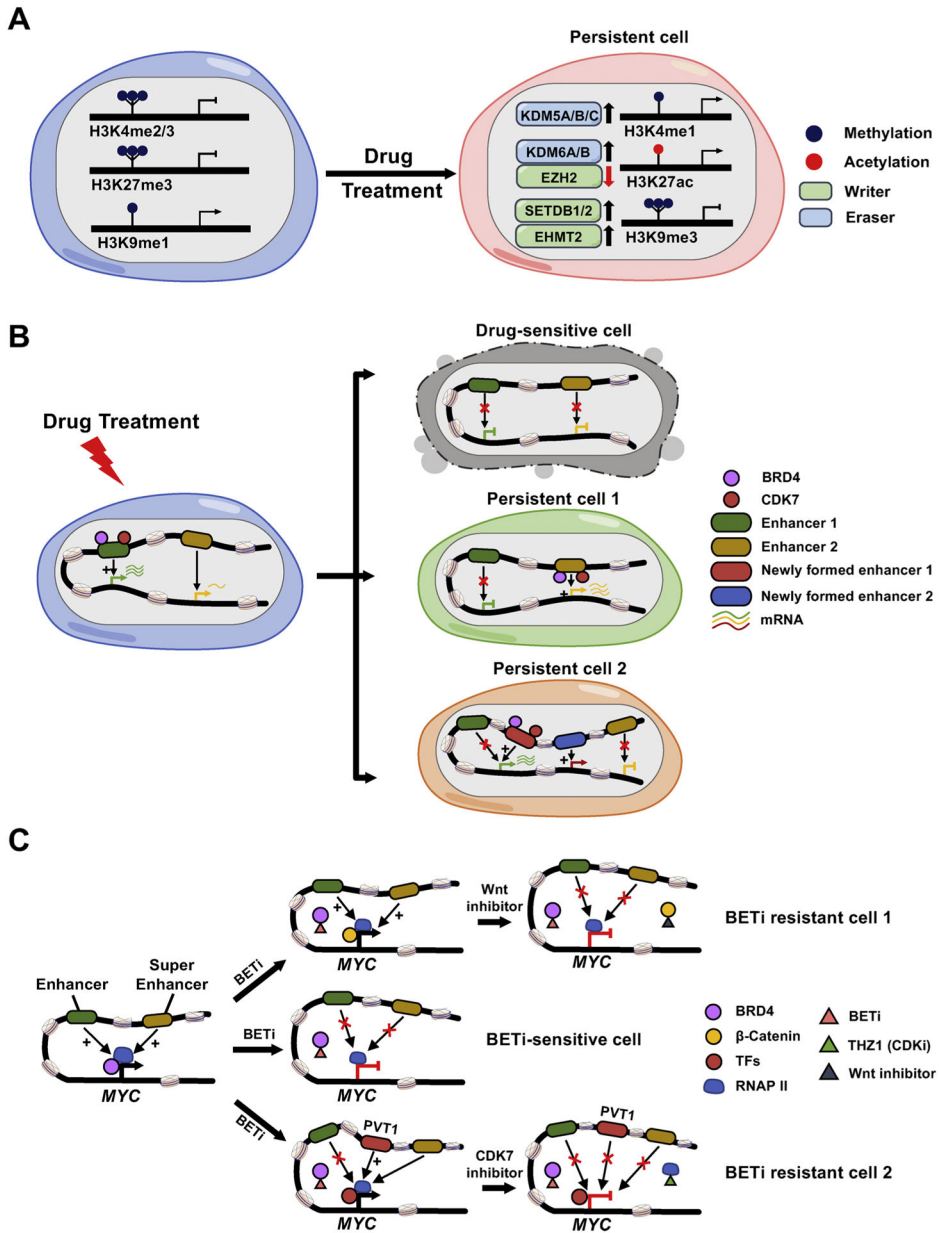 A
Persistent cell
H3K4me2/3
H3K27me3
H3K9me1
Drug
Treatment
KDM5A/B/C
H3K4me1
KDM6A/B
EZH2
H3K27ac
SETDB1/2
EHMT2
H3K9me3
Methylation
Acetylation
Writer
Eraser
B
Drug Treatment
+
Drug-sensitive cell
Persistent cell 1
+
Persistent cell 2
+
+
BRD4
CDK7
Enhancer 1
Enhancer 2
Newly formed enhancer 1
Newly formed enhancer 2
mRNA
C
Enhancer
Super
Enhancer
+ +
MYC
BETi
+ +
MYC
Wnt
inhibitor
MYC
BETi resistant cell 1
BETi
MYC
BETi-sensitive cell
BETi
PVT1
+
MYC
CDK7
inhibitor
PVT1
MYC
BETi resistant cell 2
BRD4
β-Catenin
TFs
RNAP II
BETi
THZ1 (CDKi)
Wnt inhibitor